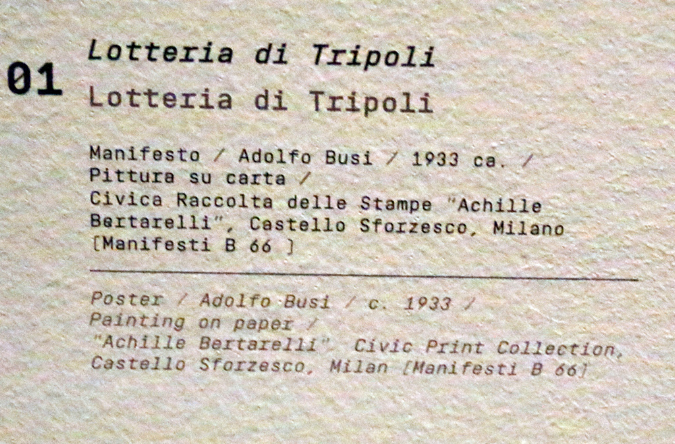 01
Lotteria di Tripoli
Lotteria di Tripoli
Manifesto / Adolfo Busi / 1933 ca. /
Pittura su carta /
Civica Raccolta delle Stampe "Achille
Bertarelli", Castello Sforzesco, Milano
[Manifesti B 66 ]
Poster / Adolfo Busi / c. 1933 /
Painting on paper /
"Achille Bertarelli", Civic Print Collection,
Castello Sforzesco, Milan [Manifesti B 66]